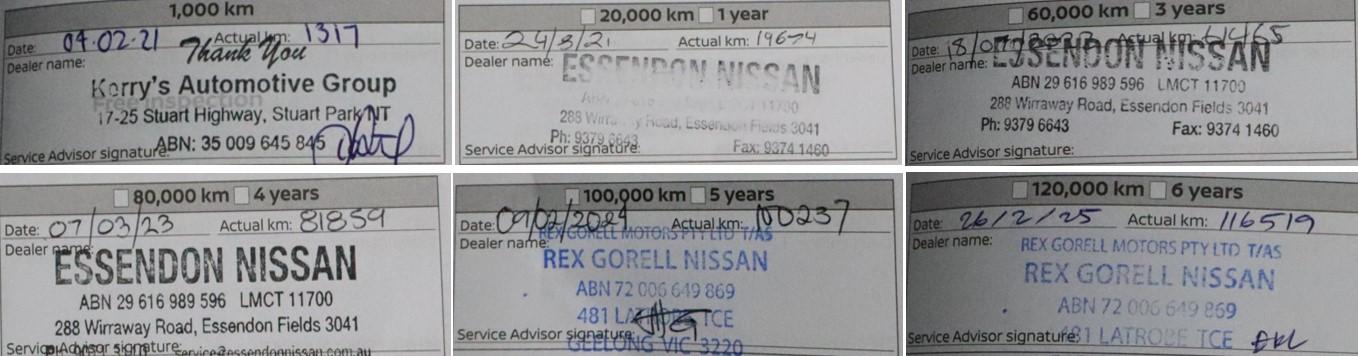 1,000 km
Date: 04·02·21 Actual km: 1317
Thank You
Dealer name:
Kerry's Automotive Group
Free inspection
17-25 Stuart Highway, Stuart Park NT
ABN: 35 009 645 845
Service Advisor signature:
20,000 km 1 year
Date: 24/8/21 Actual km: 19674
Dealer name:
ESSENDON NISSAN
11700
288 Wirraway Road, Essendon Fields 3041
Ph: 9379 6643
Service Advisor signature: Fax: 9374 1460
60,000 km 3 years
Date: Actual km: 61465
Dealer name: ESSENDON NISSAN
ABN 29 616 989 596 LMCT 11700
288 Wirraway Road, Essendon Fields 3041
Ph: 9379 6643 Fax: 9374 1460
Service Advisor signature:
80,000 km 4 years
Date: 07/03/23 Actual km: 81859
Dealer name:
ESSENDON NISSAN
ABN 29 616 989 596 LMCT 11700
288 Wirraway Road, Essendon Fields 3041
Service Advisor signature: service@essendonnissan.com.au
100,000 km 5 years
Date: 09/02/2024 Actual km: 100237
REX GORELL MOTORS PTY LTD T/AS
Dealer name:
REX GORELL NISSAN
ABN 72 006 649 869
481 LATROBE TCE
Service Advisor signature:
GEELONG VIC 3220
120,000 km 6 years
Date: 26/2/25 Actual km: 116519
Dealer name: REX GORELL MOTORS PTY LTD T/AS
REX GORELL NISSAN
ABN 72 006 649 869
Service Advisor signature: 481 LATROBE TCE